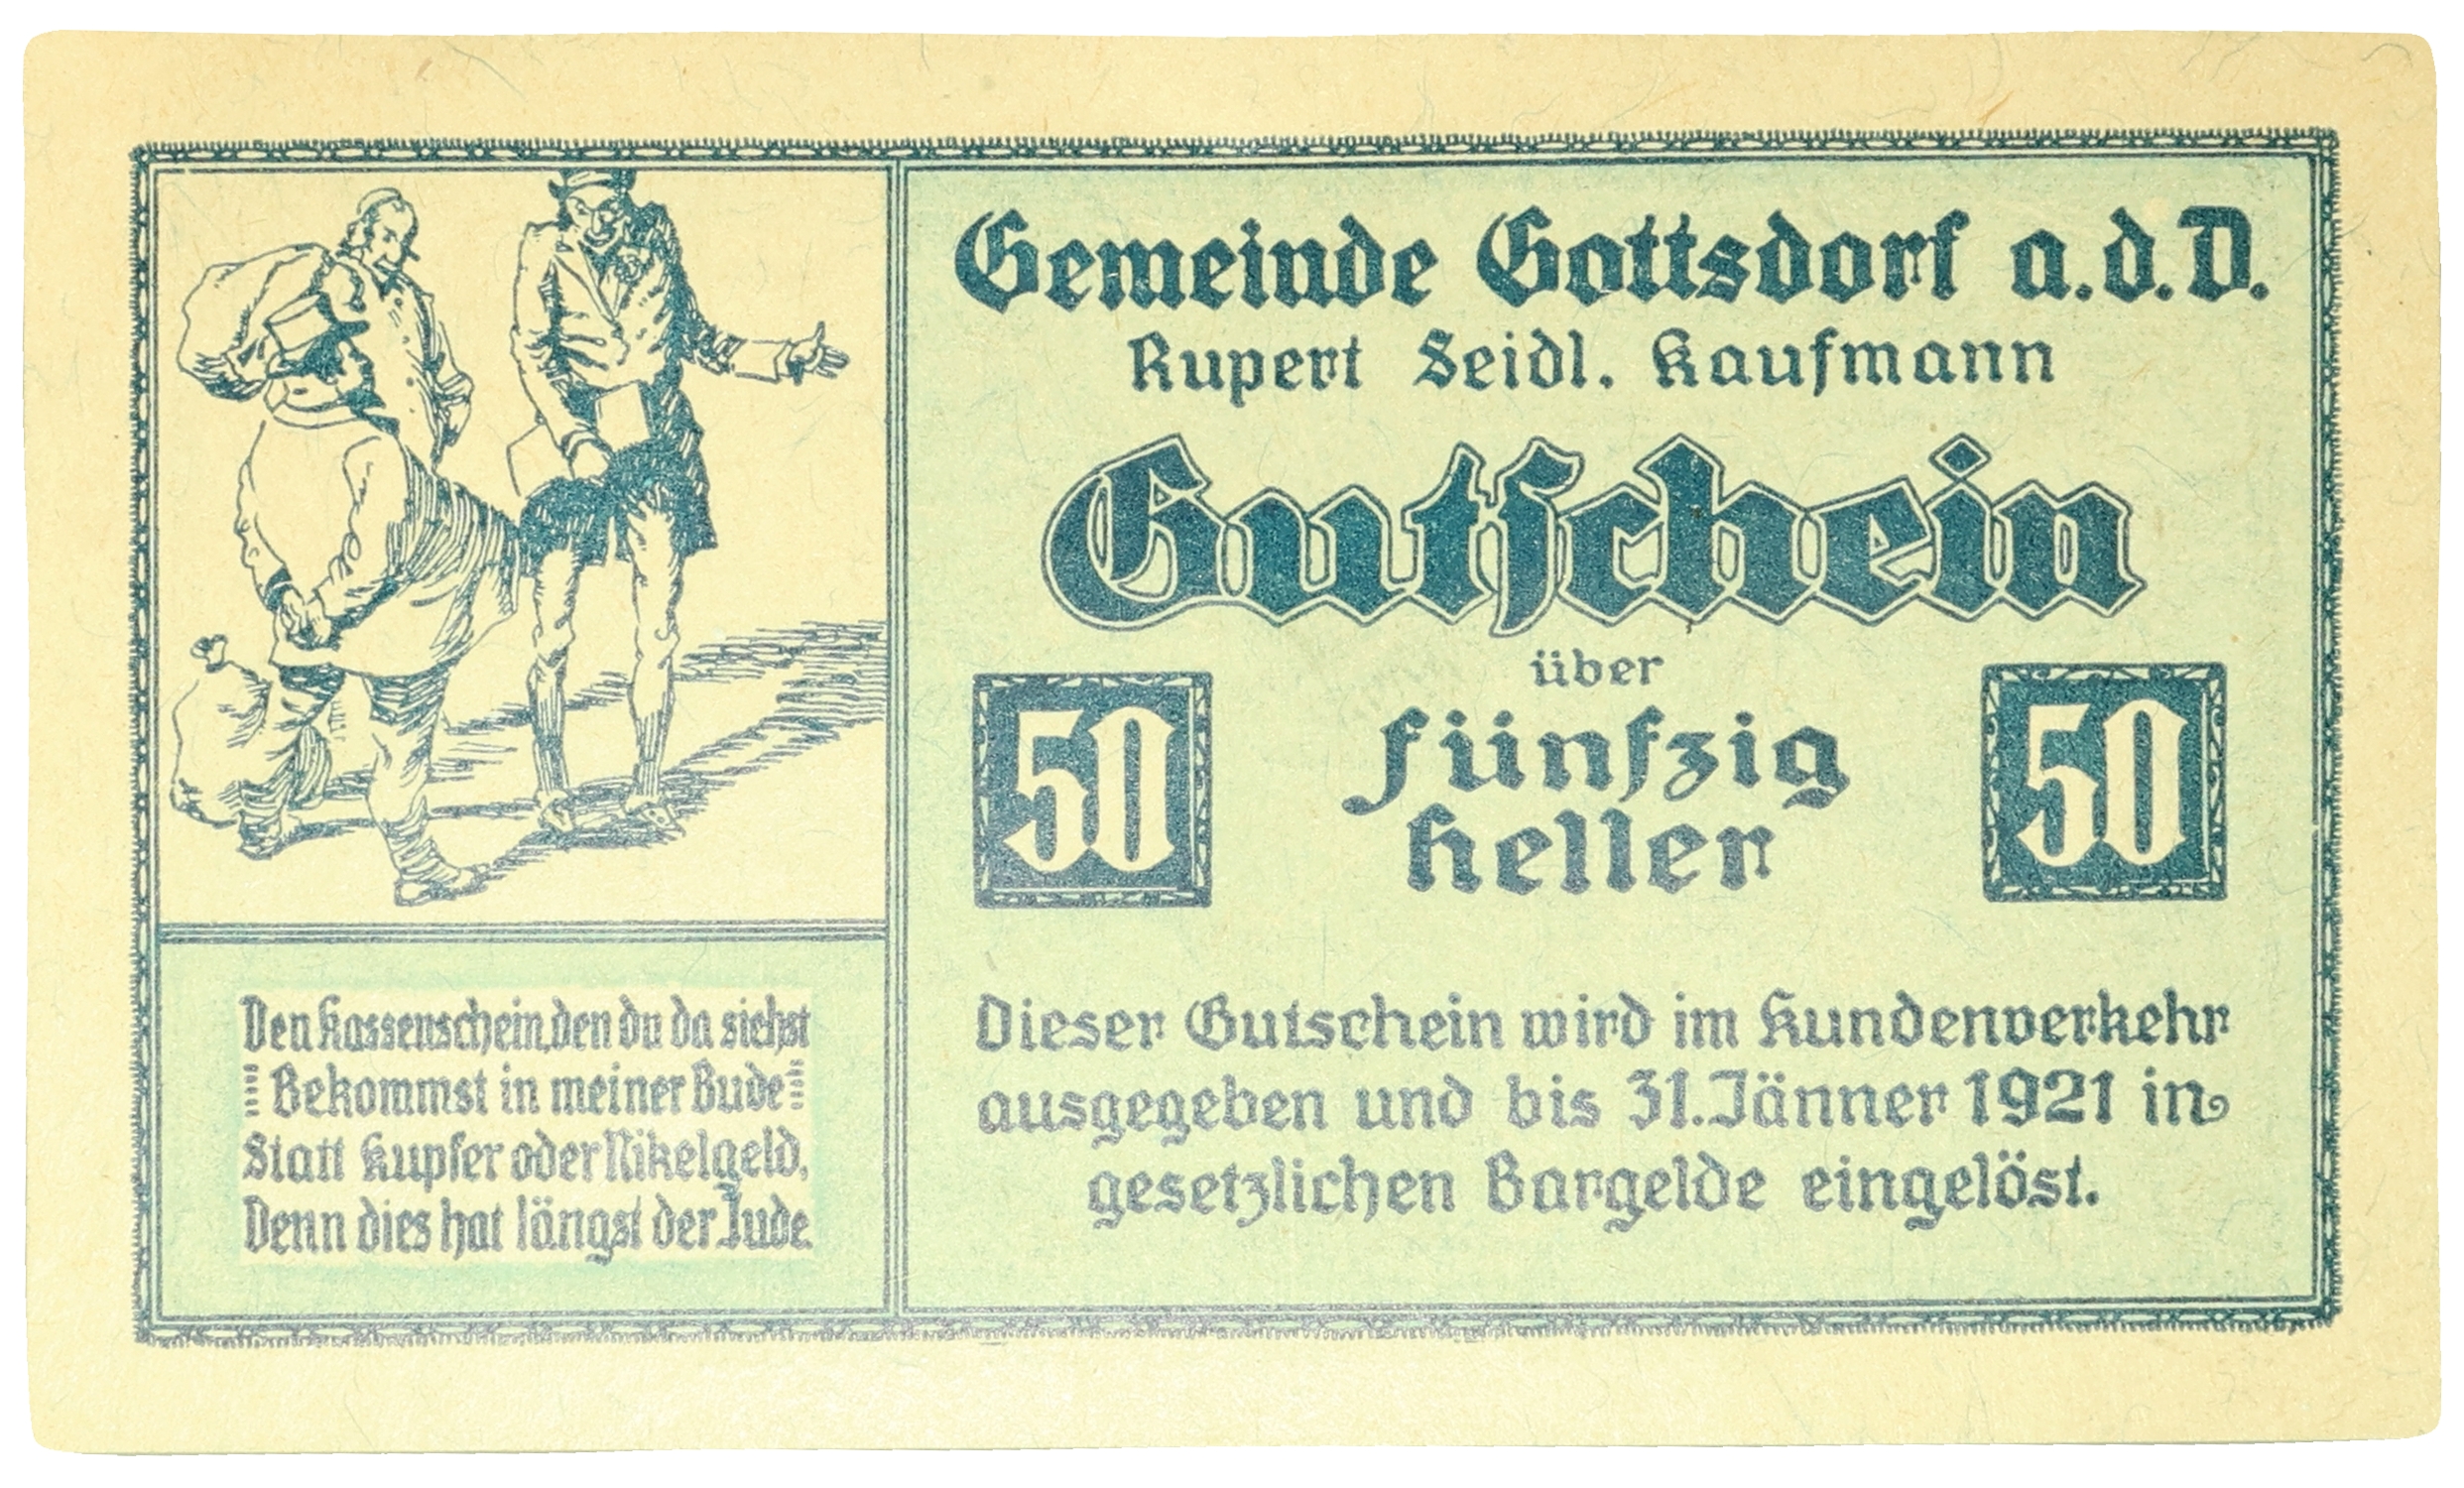 Gemeinde Gottsdorf a.d.D.
Rupert Seidl, Kaufmann
Gutschein
über
50 fünfzig 50
Heller
Dieser Gutschein wird im Kundenverkehr
ausgegeben und bis 31. Jänner 1921 in
gesetzlichen Bargelde eingelöst.
Den Kassenschein, den du da siehst
Bekommst in meiner Bude
Statt Kupfer oder Nikelgeld,
Denn dies hat längst der Jude.